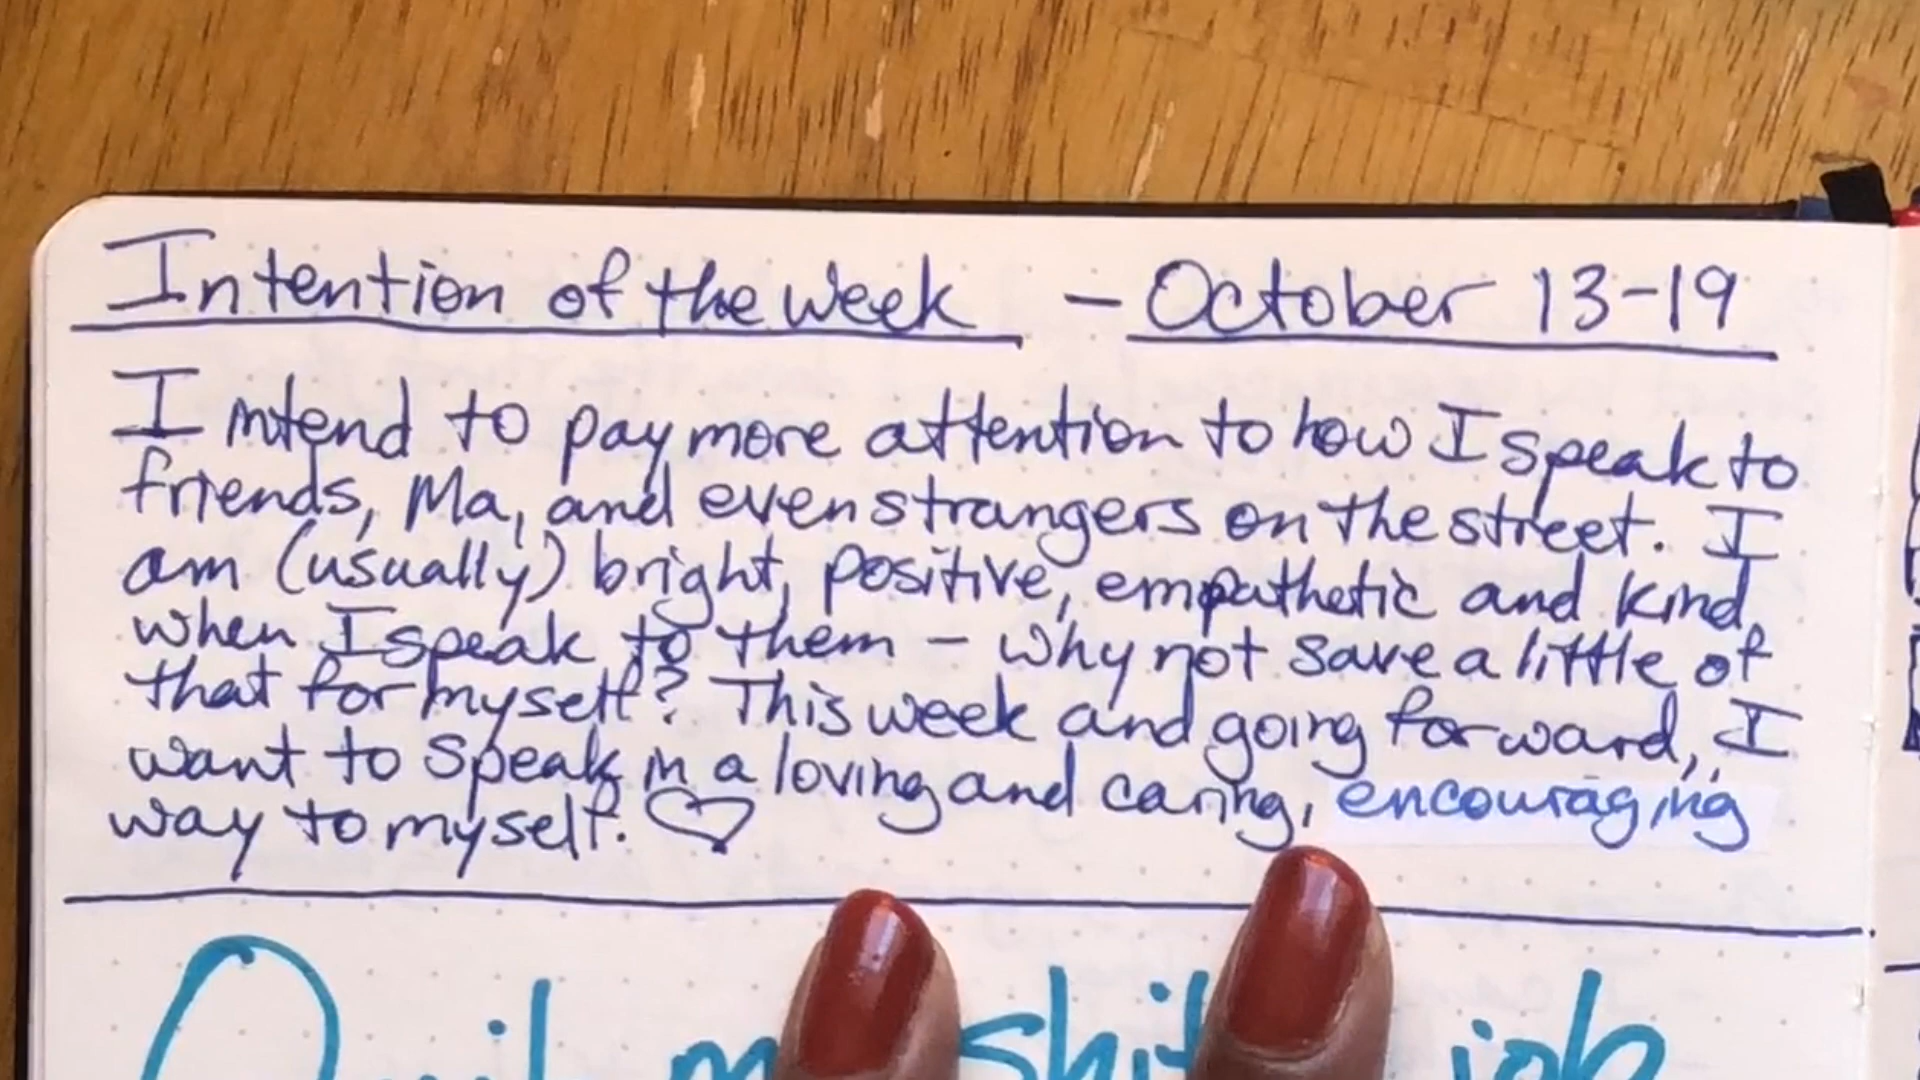 Intention of the week - October 13-19
I intend to pay more attention to how I speak to
friends, Ma, and even strangers on the street. I
am (usually) bright, positive, empathetic and kind
when I speak to them - why not save a little of
that for myself? This week and going forward, I
want to speak in a loving and caring, encouraging
way to myself.
shit job